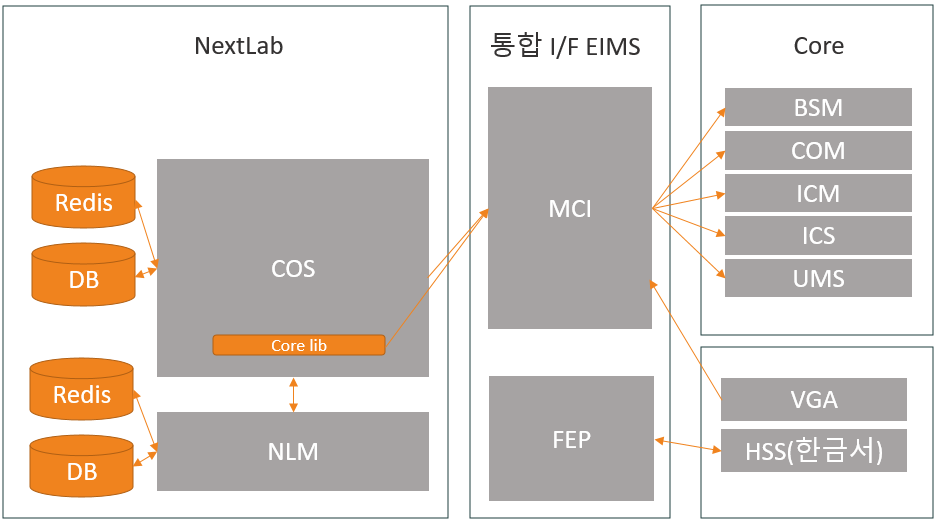 NextLab
Redis
DB
COS
Core lib
Redis
DB
NLM
통합 I/F EIMS
MCI
FEP
Core
BSM
COM
ICM
ICS
UMS
VGA
HSS(한금서)